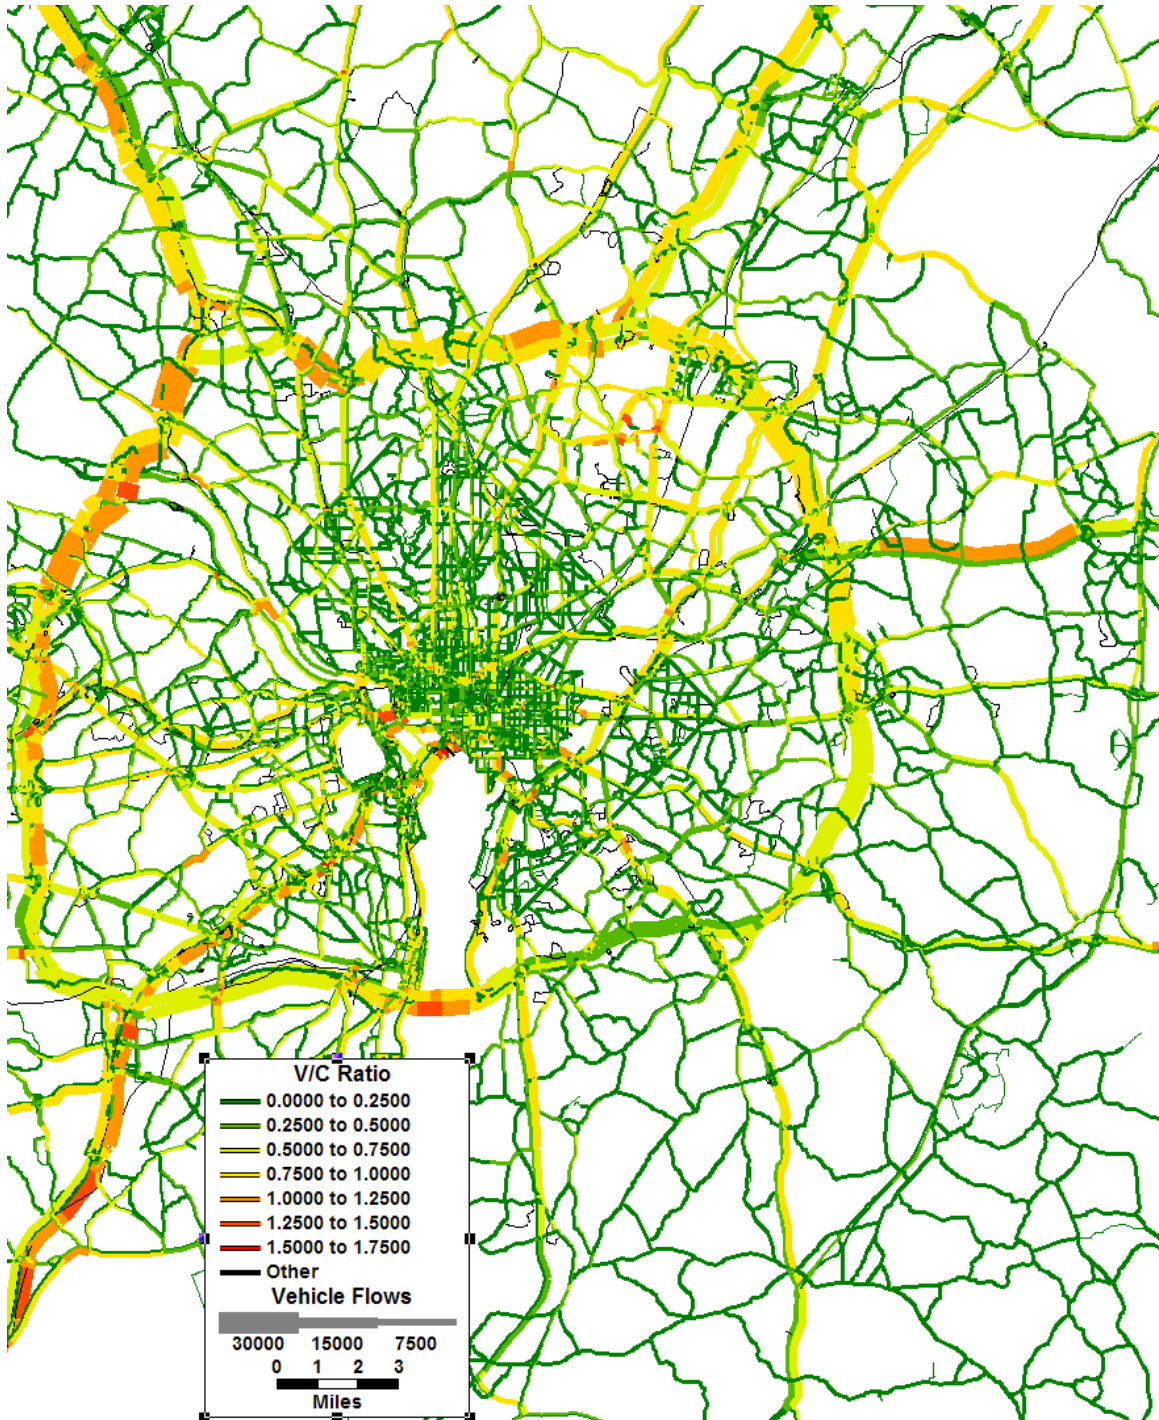 V/C Ratio
0.0000 to 0.2500
0.2500 to 0.5000
0.5000 to 0.7500
0.7500 to 1.0000
1.0000 to 1.2500
1.2500 to 1.5000
1.5000 to 1.7500
Other
Vehicle Flows
30000 15000 7500
0 1 2 3
Miles